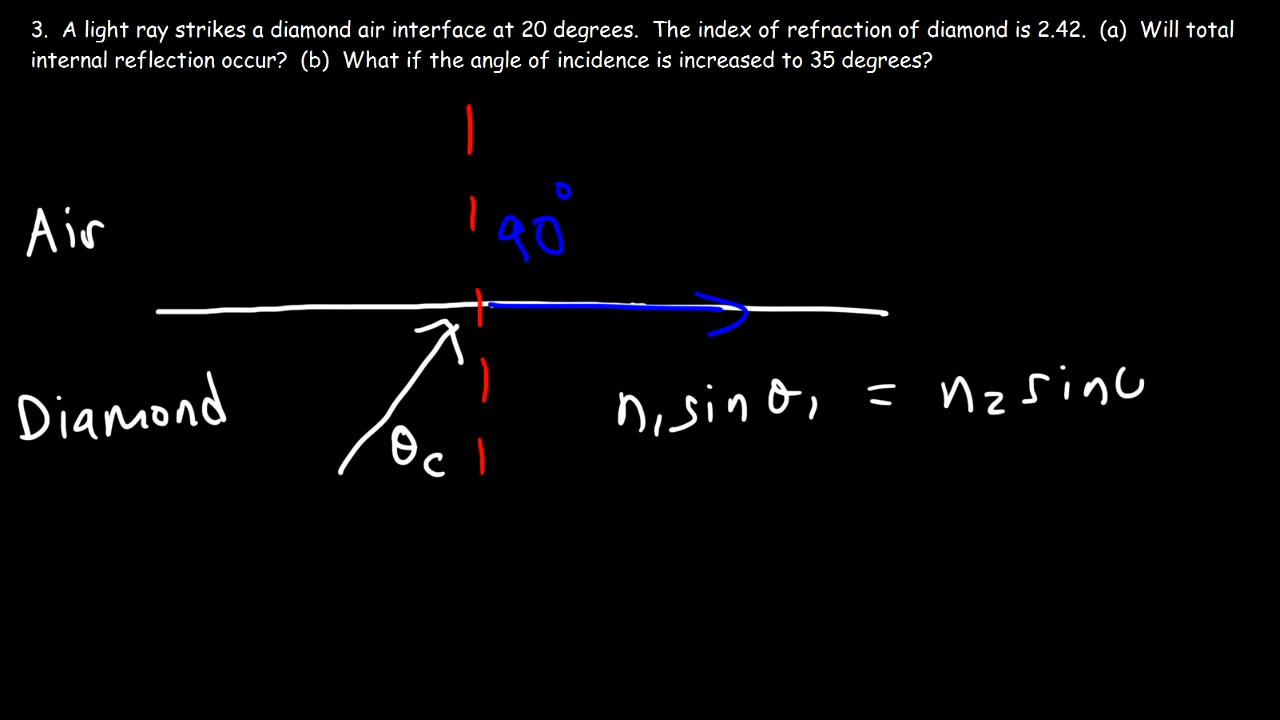 3. A light ray strikes a diamond air interface at 20 degrees. The index of refraction of diamond is 2.42. (a) Will total
internal reflection occur? (b) What if the angle of incidence is increased to 35 degrees?
90°
Air
Diamond
n₁sinθ₁ = n₂sin
θc